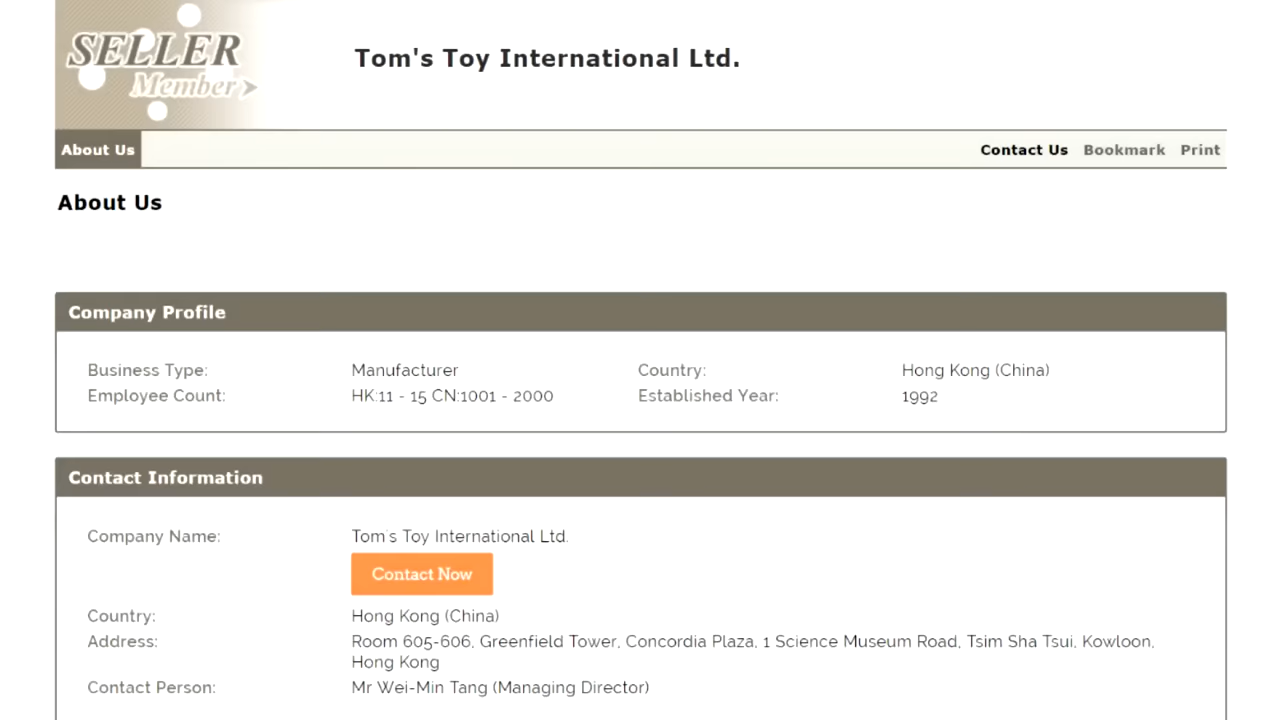 SELLER
Member
Tom's Toy International Ltd.
About Us
Contact Us Bookmark Print
About Us
Company Profile
Business Type: Manufacturer Country: Hong Kong (China)
Employee Count: HK:11 - 15 CN:1001 - 2000 Established Year: 1992
Contact Information
Company Name: Tom's Toy International Ltd.
Contact Now
Country: Hong Kong (China)
Address: Room 605-606, Greenfield Tower, Concordia Plaza, 1 Science Museum Road, Tsim Sha Tsui, Kowloon,
Hong Kong
Contact Person: Mr Wei-Min Tang (Managing Director)